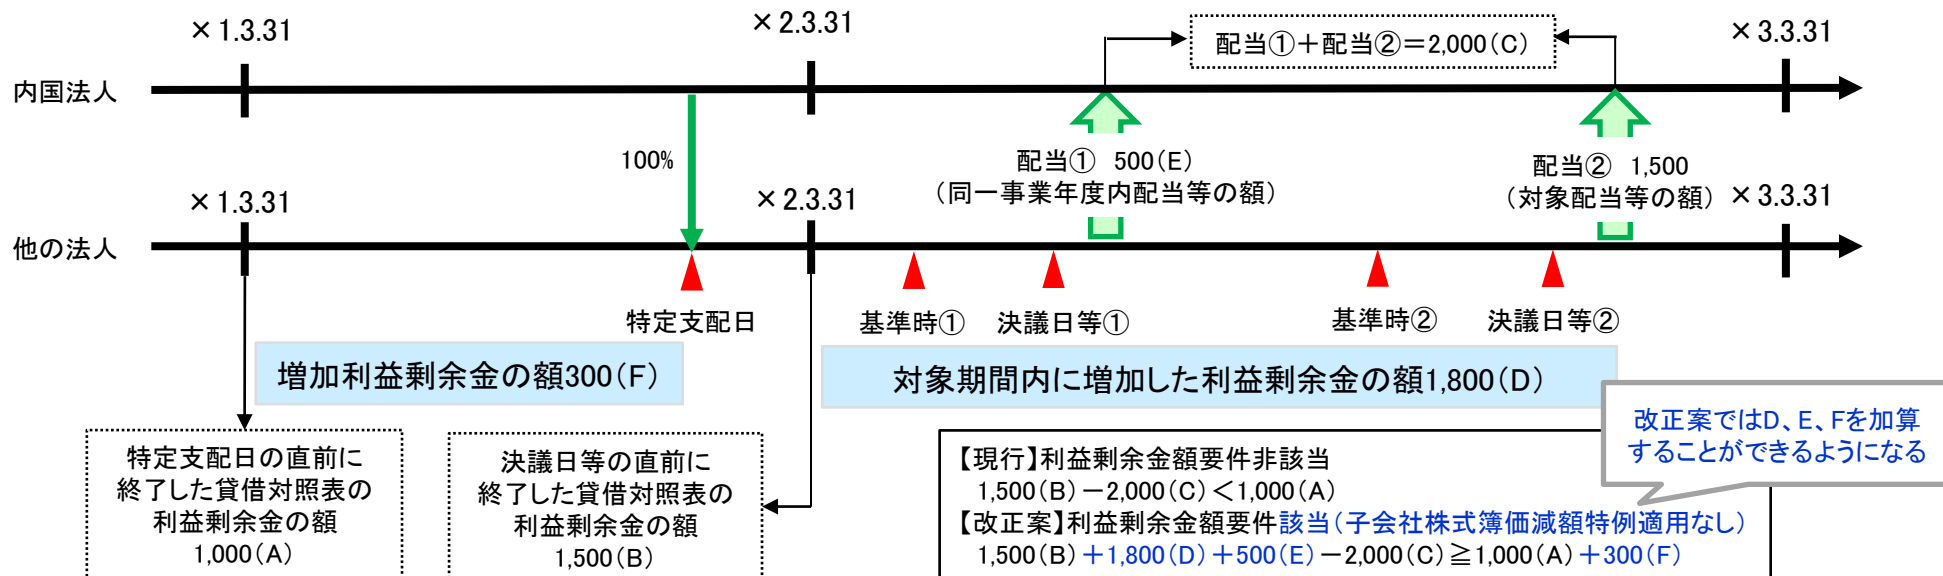 ×1.3.31
×2.3.31
配当①＋配当②＝2,000(C)
×3.3.31
内国法人
100%
配当①　500(E)
(同一事業年度内配当等の額)
配当②　1,500
(対象配当等の額)
×1.3.31
×2.3.31
×3.3.31
他の法人
特定支配日
基準時①
決議日等①
基準時②
決議日等②
増加利益剰余金の額300(F)
対象期間内に増加した利益剰余金の額1,800(D)
改正案ではD、E、Fを加算
することができるようになる
特定支配日の直前に
終了した貸借対照表の
利益剰余金の額
1,000(A)
決議日等の直前に
終了した貸借対照表の
利益剰余金の額
1,500(B)
【現行】利益剰余金額要件非該当
1,500(B)－2,000(C)＜1,000(A)
【改正案】利益剰余金額要件該当(子会社株式簿価減額特例適用なし)
1,500(B)＋1,800(D)＋500(E)－2,000(C)≧1,000(A)＋300(F)